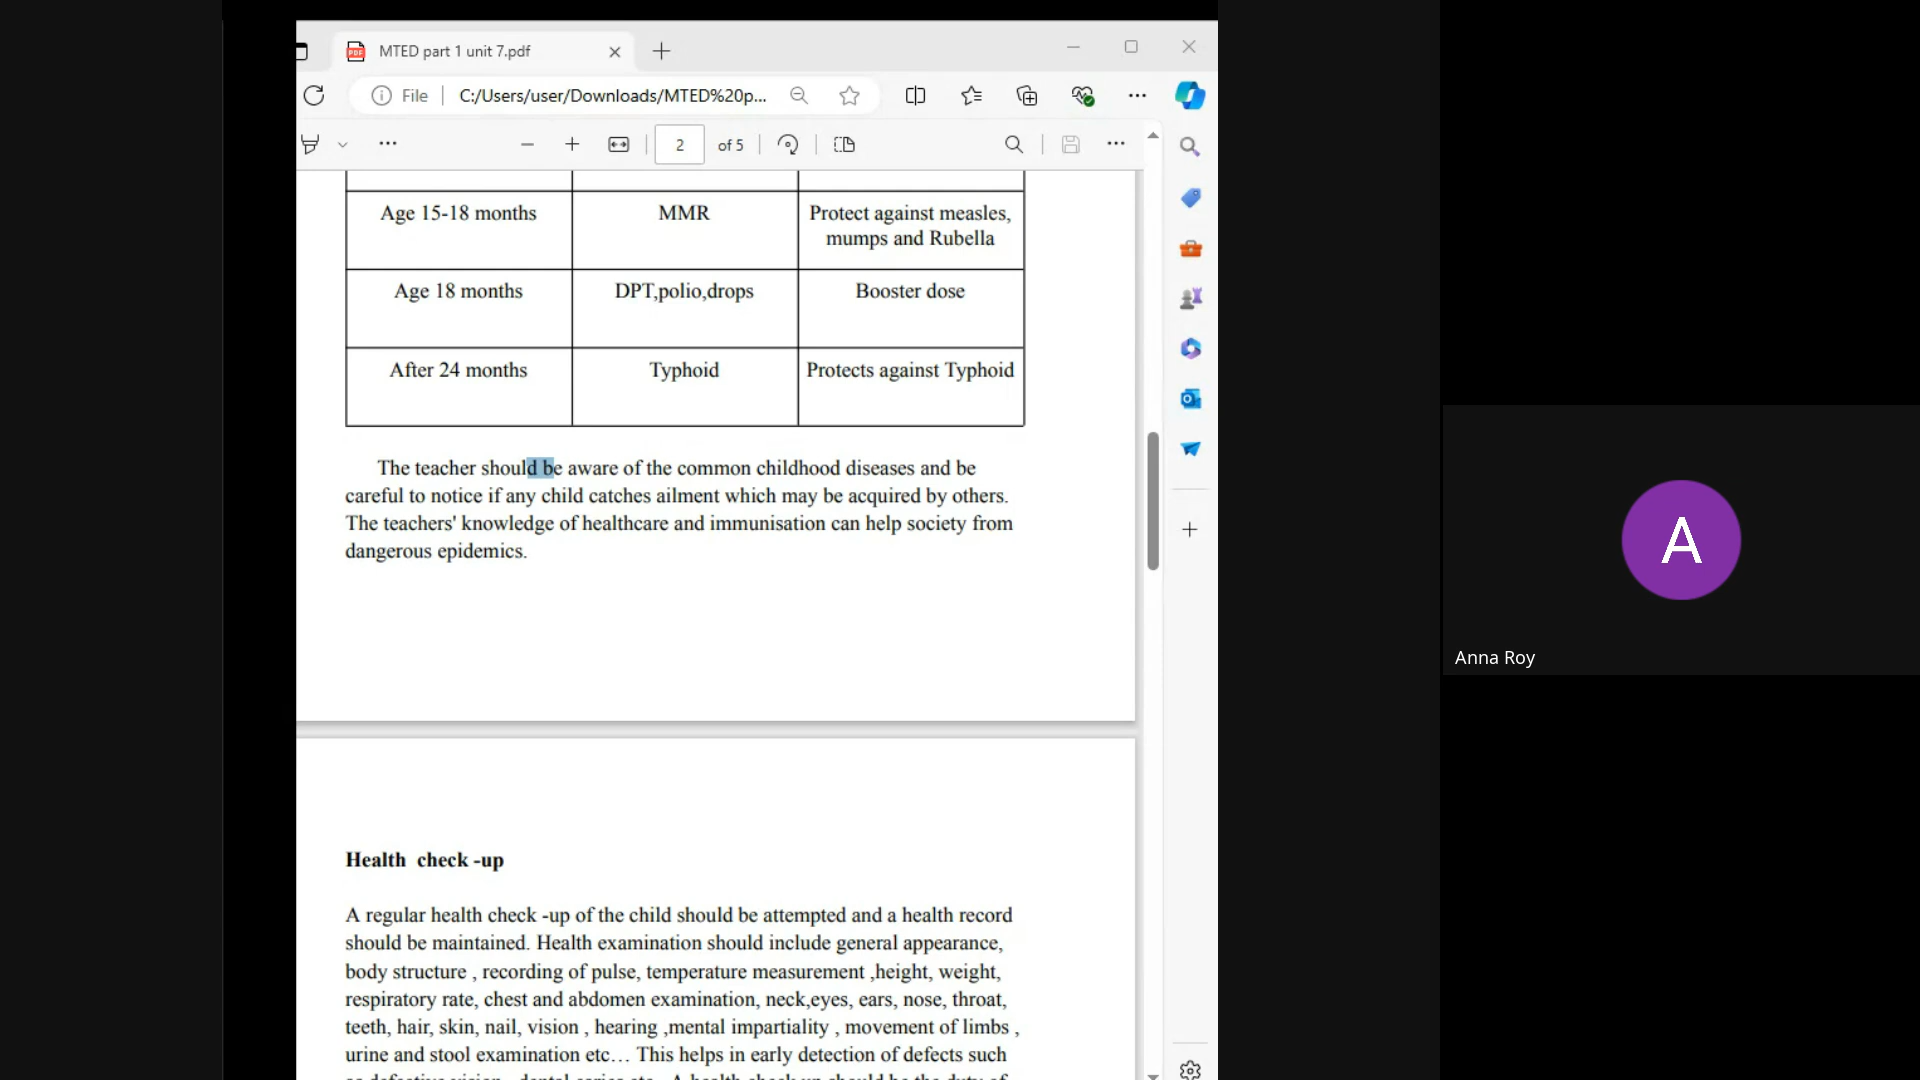 MTED part 1 unit 7.pdf
File
C:/Users/user/Downloads/MTED%20p...
2 of 5
Age 15-18 months MMR Protect against measles,
mumps and Rubella
Age 18 months DPT,polio,drops Booster dose
After 24 months Typhoid Protects against Typhoid
The teacher should be aware of the common childhood diseases and be
careful to notice if any child catches ailment which may be acquired by others.
The teachers' knowledge of healthcare and immunisation can help society from
dangerous epidemics.
Health check -up
A regular health check -up of the child should be attempted and a health record
should be maintained. Health examination should include general appearance,
body structure , recording of pulse, temperature measurement ,height, weight,
respiratory rate, chest and abdomen examination, neck,eyes, ears, nose, throat,
teeth, hair, skin, nail, vision , hearing ,mental impartiality , movement of limbs ,
urine and stool examination etc… This helps in early detection of defects such
A
Anna Roy